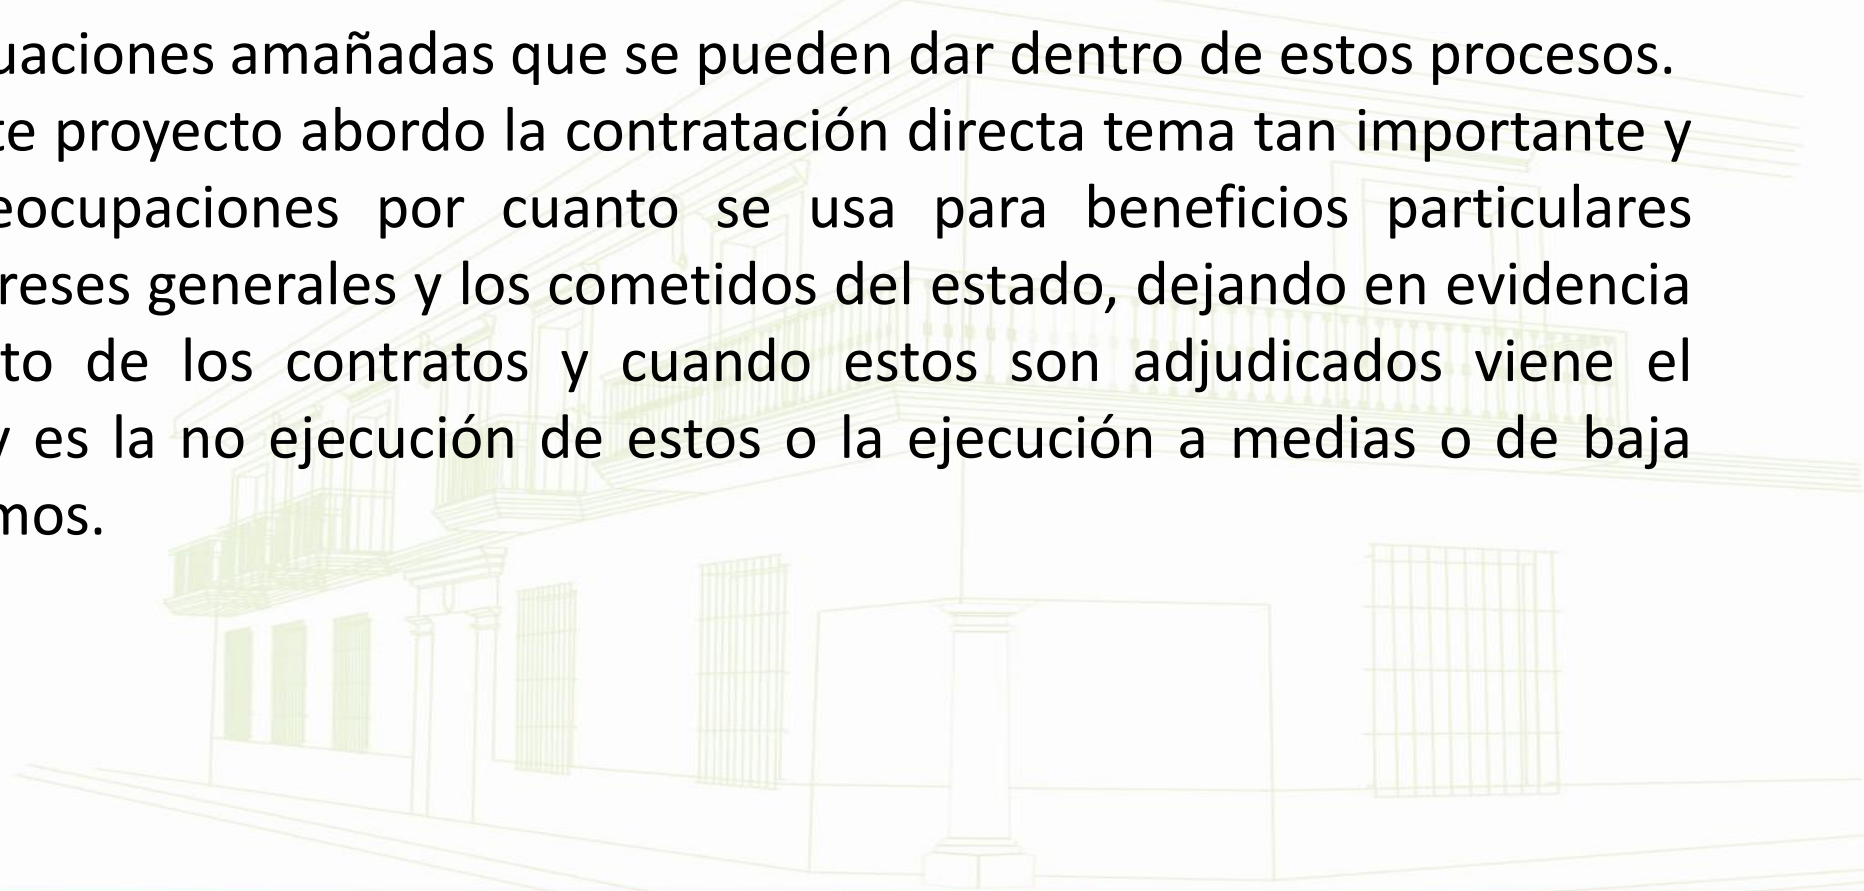 uaciones amañadas que se pueden dar dentro de estos procesos.
te proyecto abordo la contratación directa tema tan importante y
eocupaciones por cuanto se usa para beneficios particulares
reses generales y los cometidos del estado, dejando en evidencia
to de los contratos y cuando estos son adjudicados viene el
y es la no ejecución de estos o la ejecución a medias o de baja
mos.